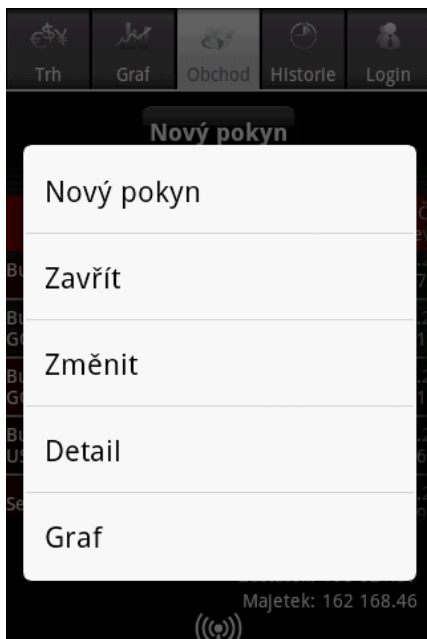 Trh Graf Obchod Historie Login
Nový pokyn
Nový pokyn
Zavřít
Změnit
Detail
Graf
Majetek: 162 168.46